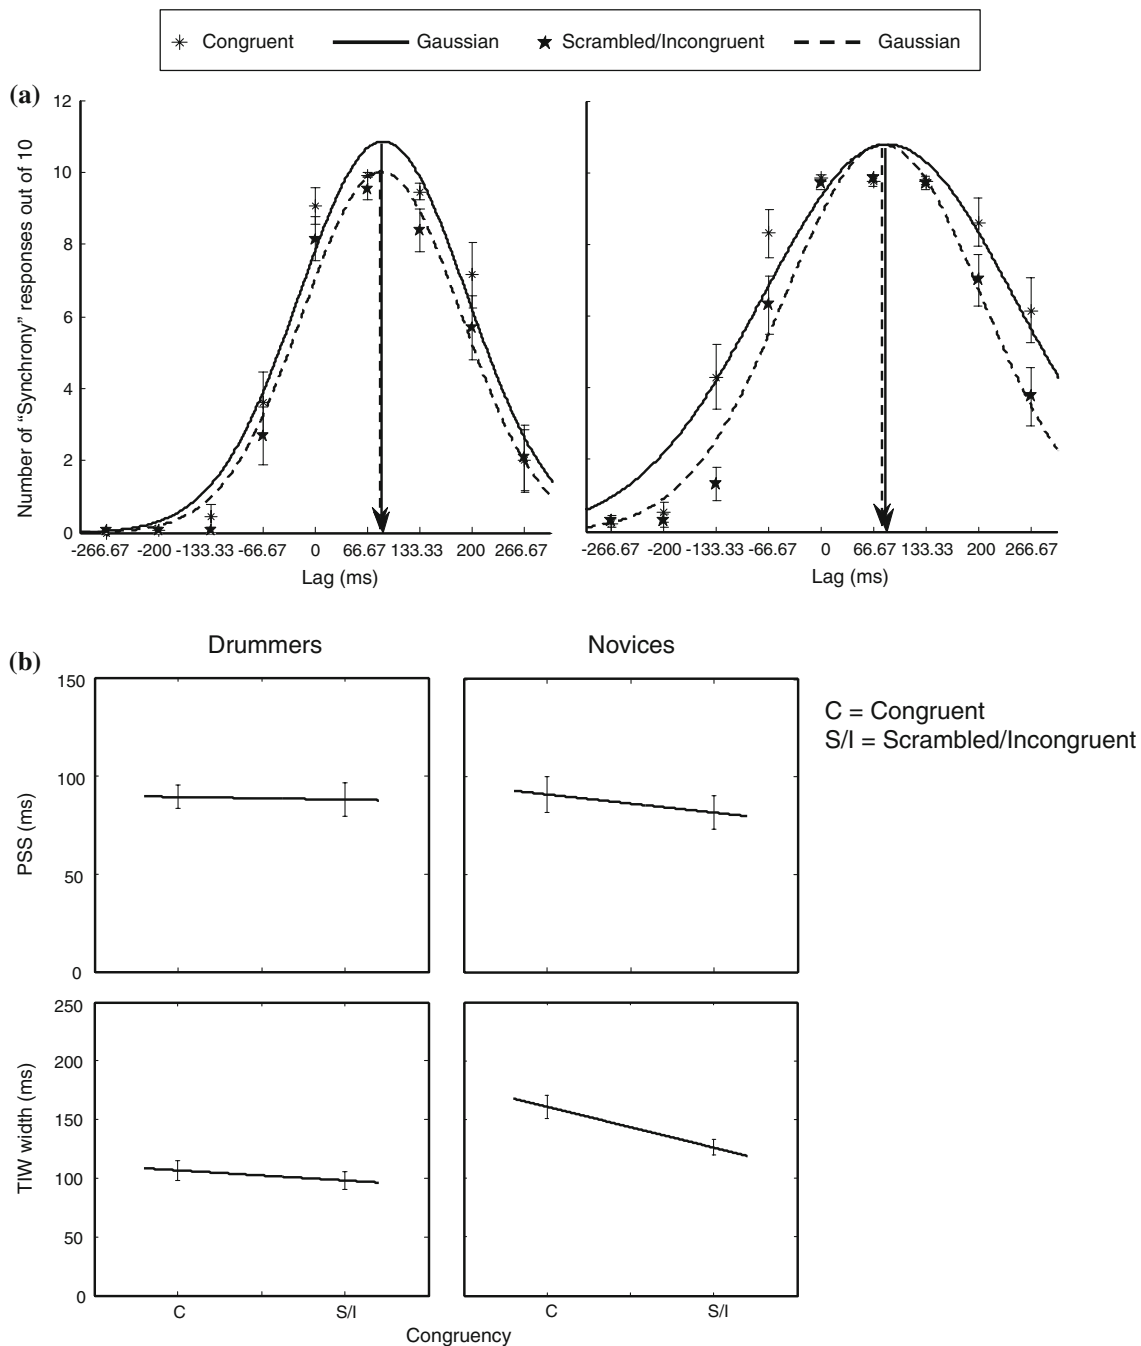 Congruent Gaussian Scrambled/Incongruent Gaussian
(a)
Number of “Synchrony” responses out of 10
12
10
8
6
4
2
0
-266.67 -200 -133.33 -66.67 0 66.67 133.33 200 266.67
Lag (ms)
-266.67 -200 -133.33 -66.67 0 66.67 133.33 200 266.67
Lag (ms)
(b)
Drummers Novices
C = Congruent
S/I = Scrambled/Incongruent
PSS (ms)
150
100
50
0
TIW width (ms)
250
200
150
100
50
0
C S/I C S/I
Congruency